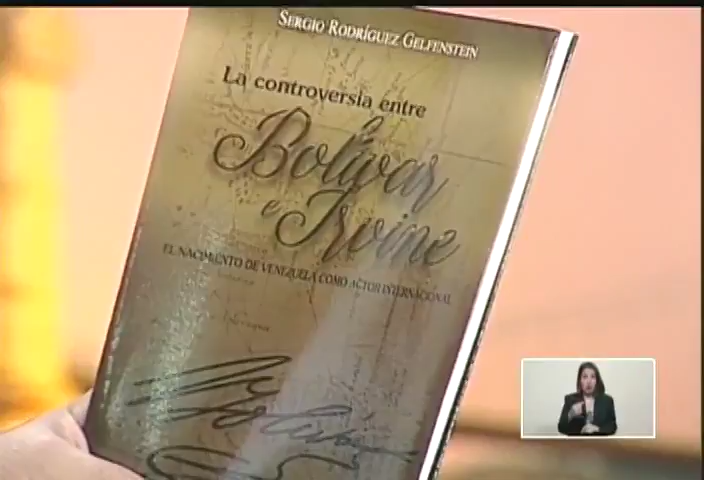 SERGIO RODRÍGUEZ GELFENSTEIN
La controversia entre
Bolívar
e Irvine
EL NACIMIENTO DE VENEZUELA COMO ACTOR INTERNACIONAL